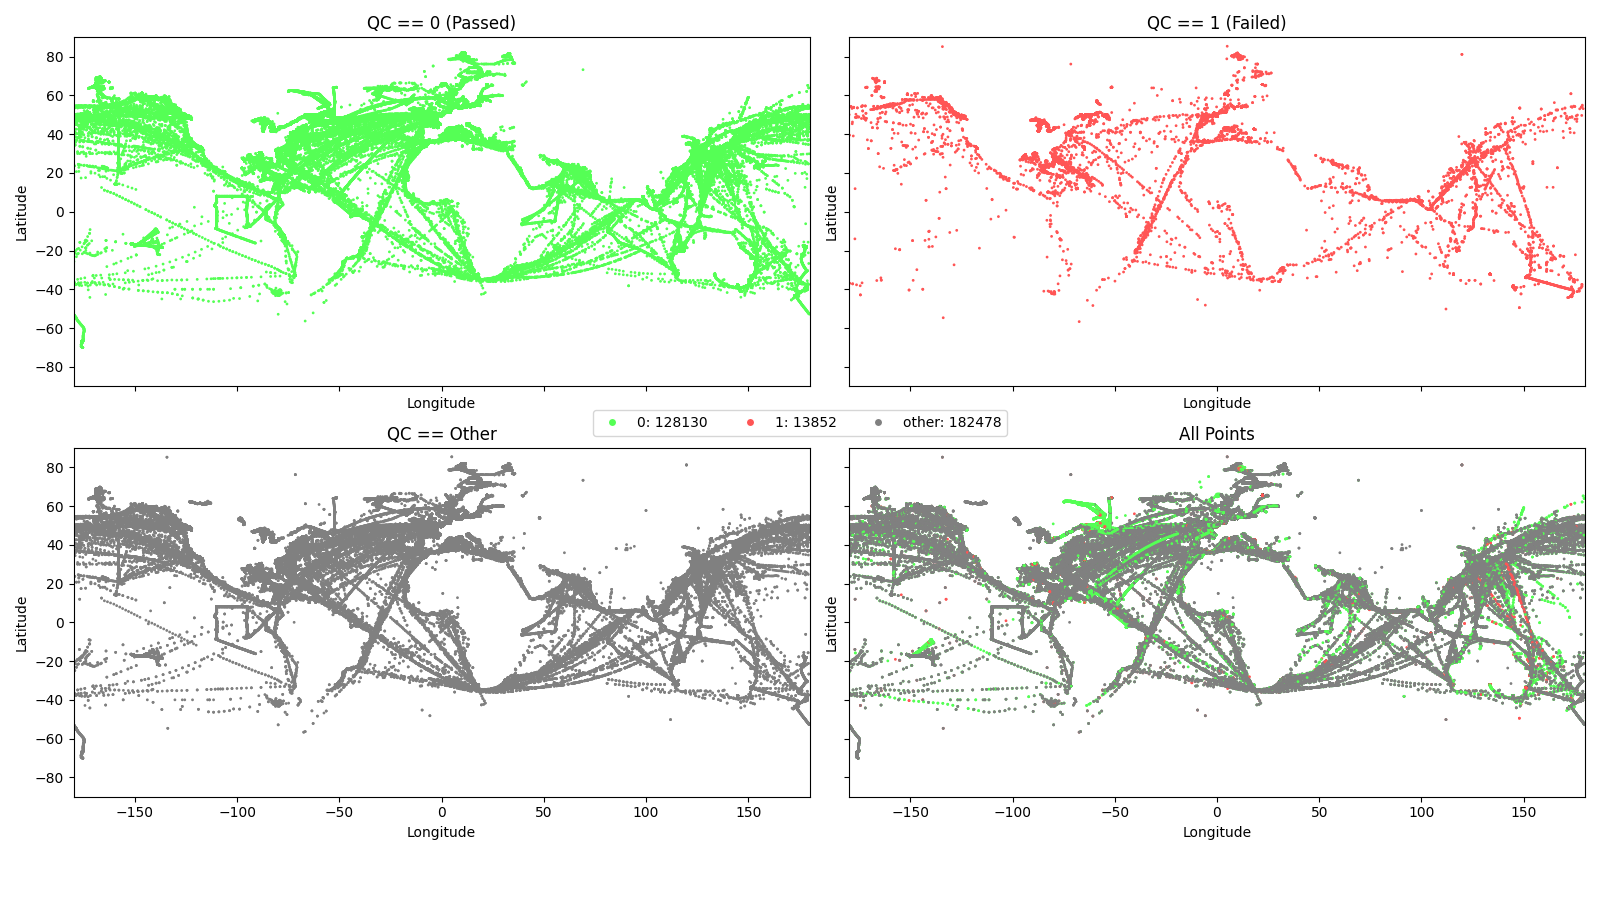 QC == 0 (Passed)
QC == 1 (Failed)
80
60
40
20
0
−20
−40
−60
−80
Latitude
Latitude
Longitude
Longitude
0: 128130
1: 13852
other: 182478
QC == Other
All Points
80
60
40
20
0
−20
−40
−60
−80
Latitude
Latitude
−150 −100 −50 0 50 100 150
−150 −100 −50 0 50 100 150
Longitude
Longitude